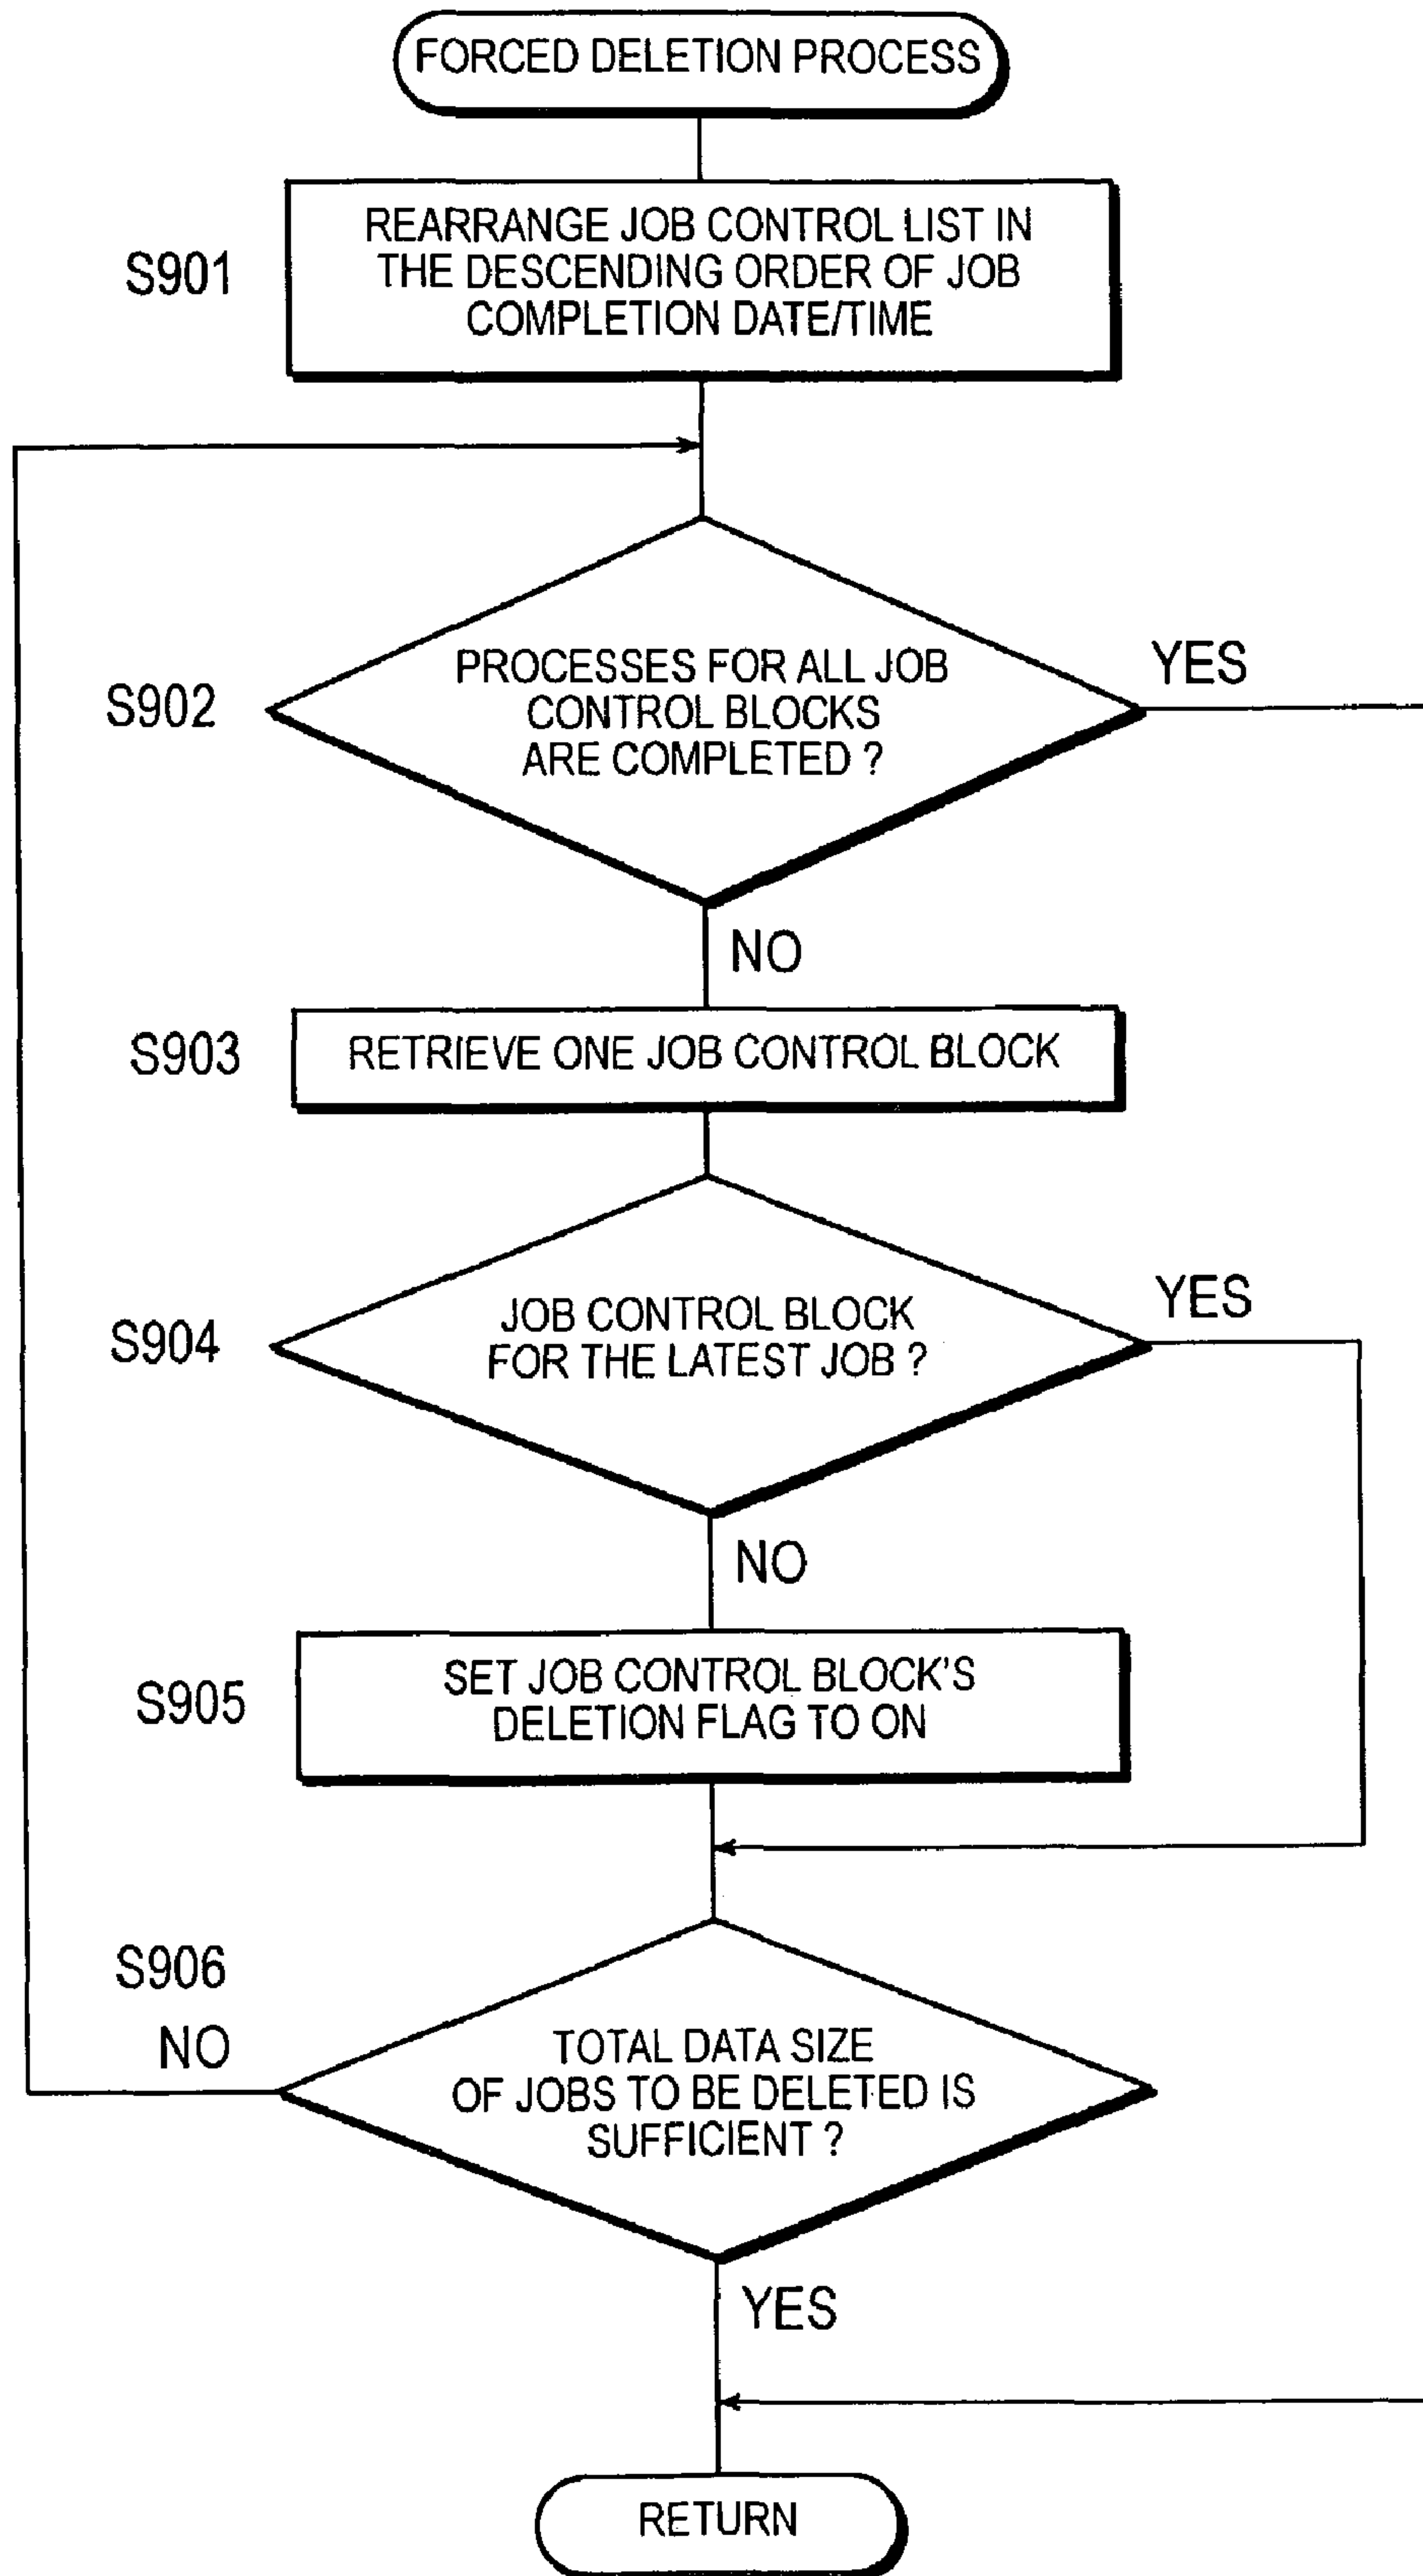 FORCED DELETION PROCESS
S901
REARRANGE JOB CONTROL LIST IN
THE DESCENDING ORDER OF JOB
COMPLETION DATE/TIME
S902
PROCESSES FOR ALL JOB
CONTROL BLOCKS
ARE COMPLETED ?
YES
NO
S903
RETRIEVE ONE JOB CONTROL BLOCK
S904
JOB CONTROL BLOCK
FOR THE LATEST JOB ?
YES
NO
S905
SET JOB CONTROL BLOCK'S
DELETION FLAG TO ON
S906
NO
TOTAL DATA SIZE
OF JOBS TO BE DELETED IS
SUFFICIENT ?
YES
RETURN